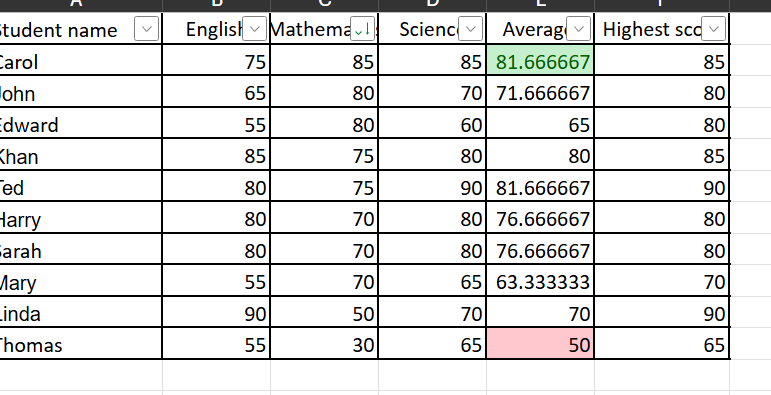 A B C D E F
Student name English Mathema Scienc Averag Highest sco
Carol 75 85 85 81.666667 85
John 65 80 70 71.666667 80
Edward 55 80 60 65 80
Khan 85 75 80 80 85
Ted 80 75 90 81.666667 90
Harry 80 70 80 76.666667 80
Sarah 80 70 80 76.666667 80
Mary 55 70 65 63.333333 70
Linda 90 50 70 70 90
Thomas 55 30 65 50 65